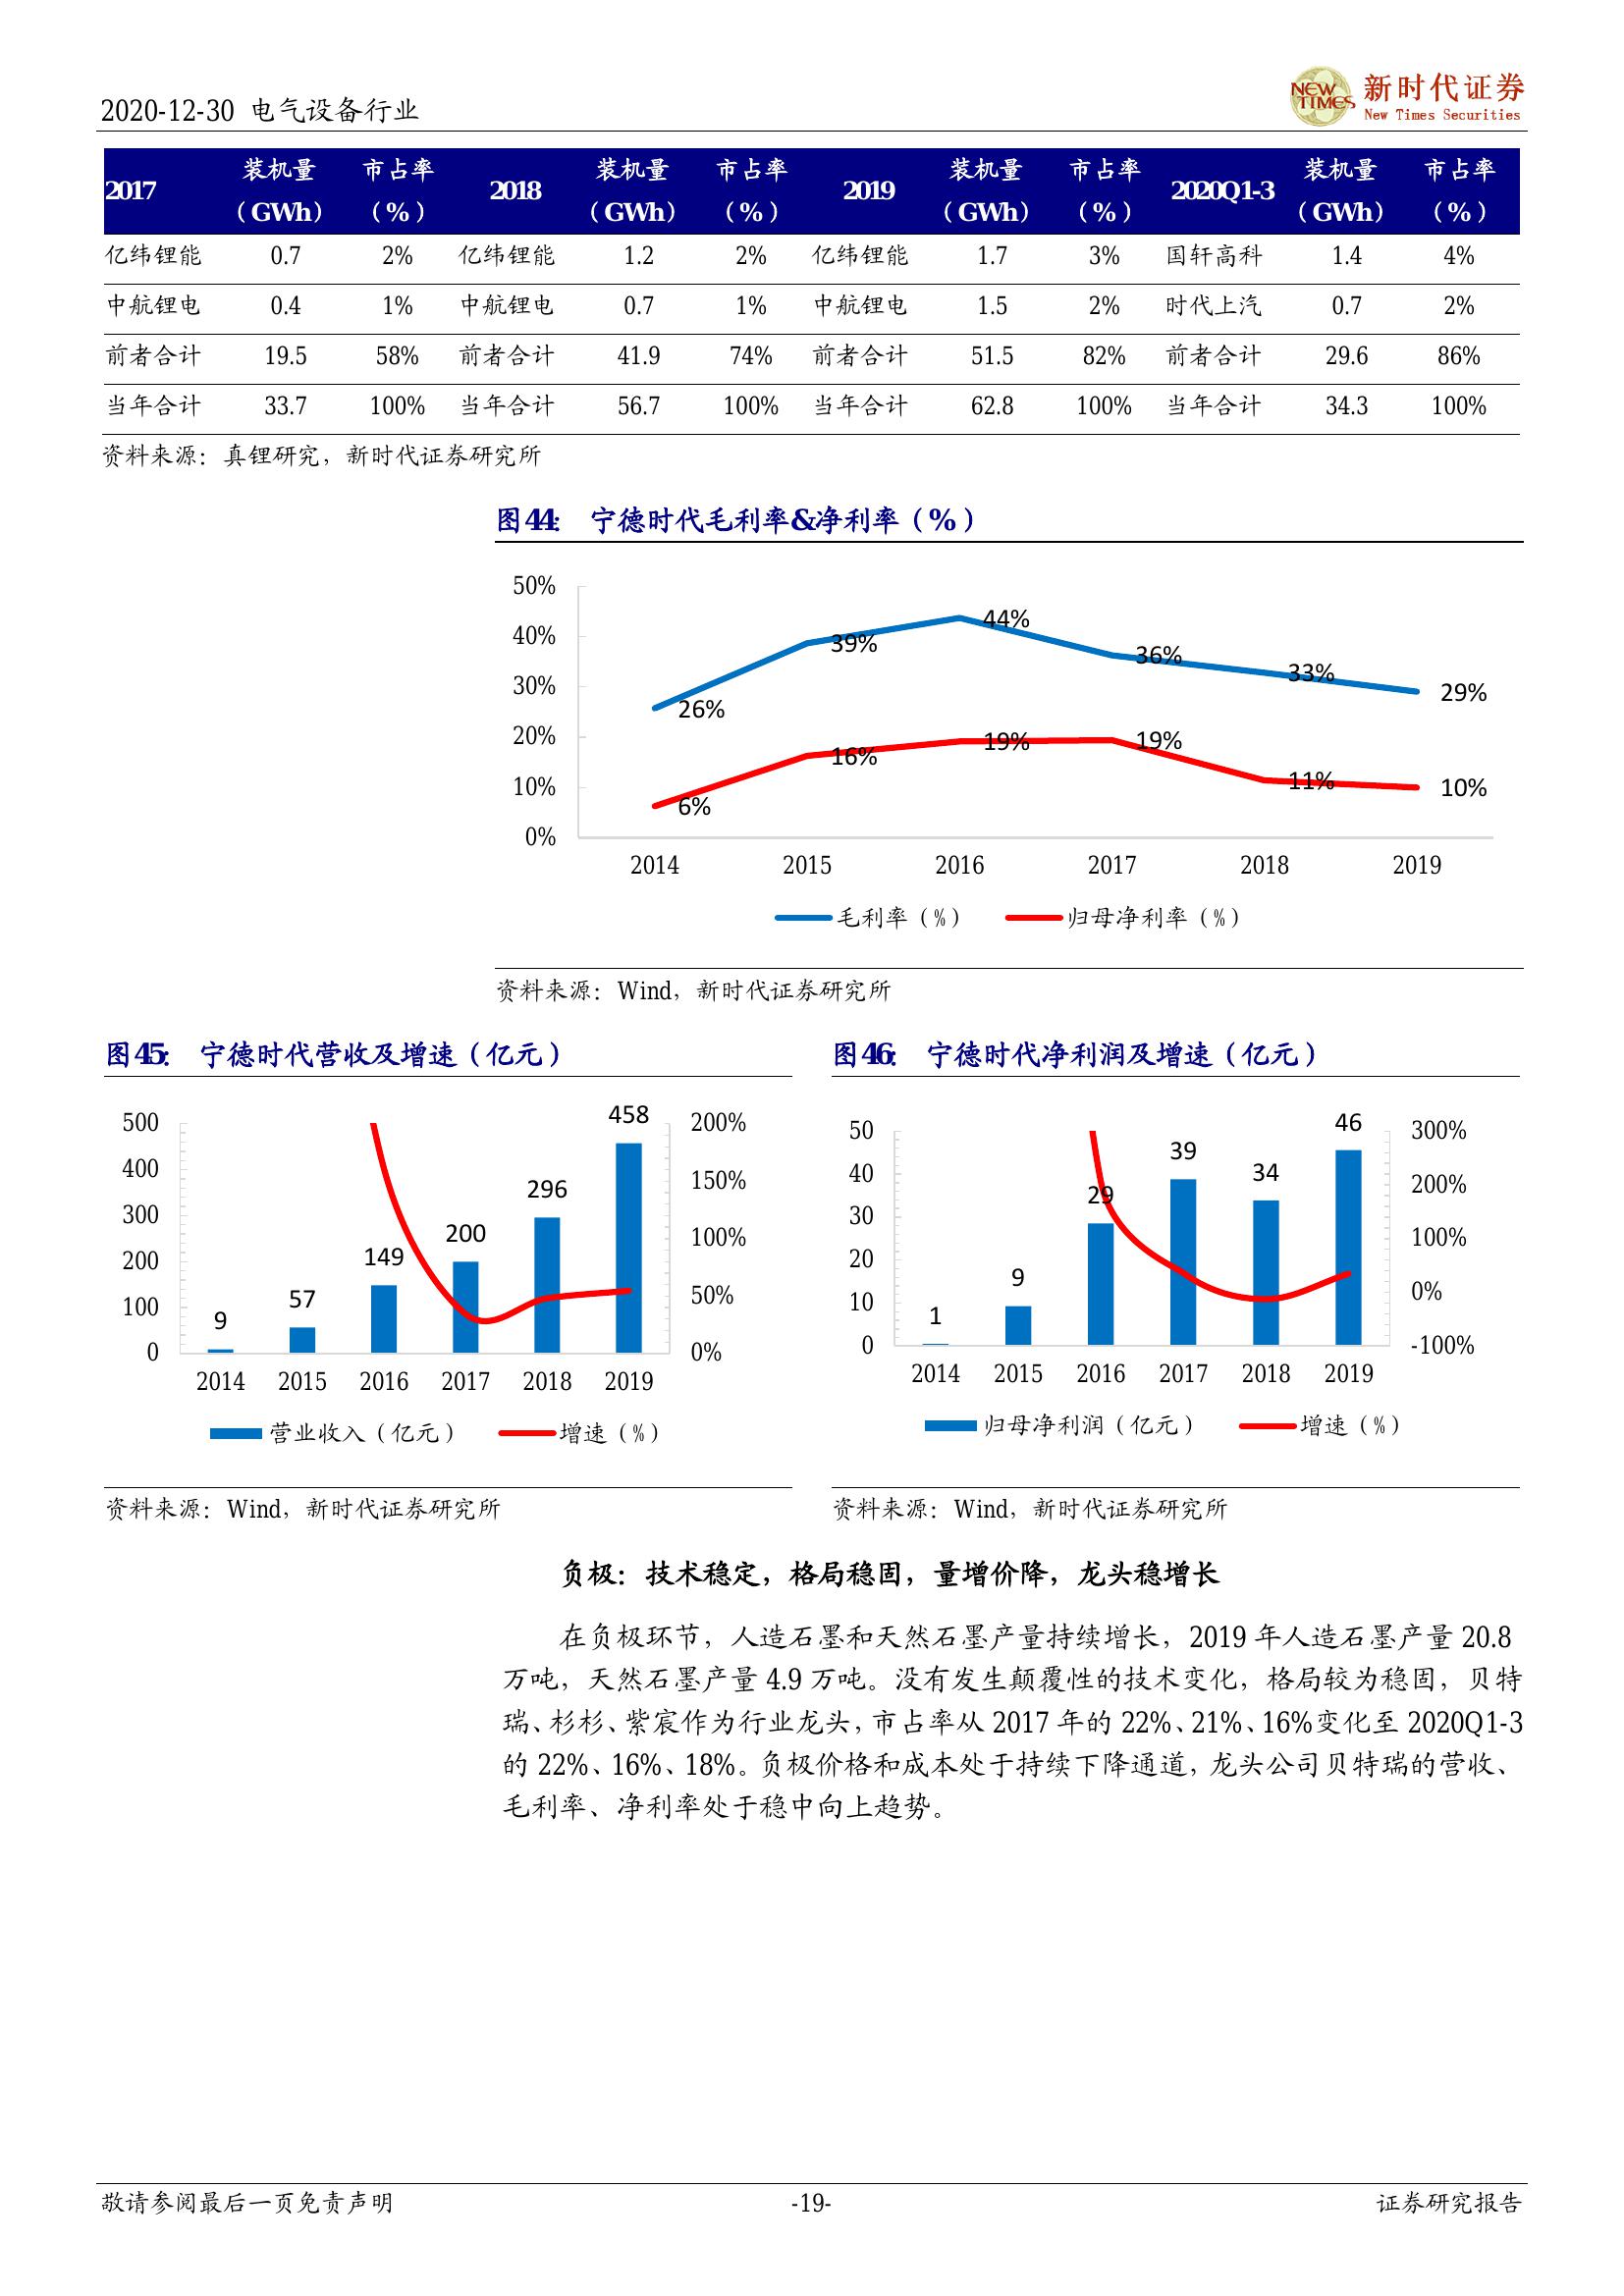 2020-12-30 电气设备行业
NEW TIMES 新时代证券
New Times Securities
2017 装机量（GWh） 市占率（%） 2018 装机量（GWh） 市占率（%） 2019 装机量（GWh） 市占率（%） 2020Q1-3 装机量（GWh） 市占率（%）
亿纬锂能 0.7 2% 亿纬锂能 1.2 2% 亿纬锂能 1.7 3% 国轩高科 1.4 4%
中航锂电 0.4 1% 中航锂电 0.7 1% 中航锂电 1.5 2% 时代上汽 0.7 2%
前者合计 19.5 58% 前者合计 41.9 74% 前者合计 51.5 82% 前者合计 29.6 86%
当年合计 33.7 100% 当年合计 56.7 100% 当年合计 62.8 100% 当年合计 34.3 100%
资料来源：真锂研究，新时代证券研究所
图44： 宁德时代毛利率&净利率（%）
50%
40%
30%
20%
10%
0%
26% 39% 44% 36% 33% 29%
6% 16% 19% 19% 11% 10%
2014 2015 2016 2017 2018 2019
毛利率（%） 归母净利率（%）
资料来源：Wind，新时代证券研究所
图45： 宁德时代营收及增速（亿元）
500
400
300
200
100
0
9 57 149 200 296 458
200%
150%
100%
50%
0%
2014 2015 2016 2017 2018 2019
营业收入（亿元） 增速（%）
资料来源：Wind，新时代证券研究所
图46： 宁德时代净利润及增速（亿元）
50
40
30
20
10
0
1 9 29 39 34 46
300%
200%
100%
0%
-100%
2014 2015 2016 2017 2018 2019
归母净利润（亿元） 增速（%）
资料来源：Wind，新时代证券研究所
负极：技术稳定，格局稳固，量增价降，龙头稳增长
在负极环节，人造石墨和天然石墨产量持续增长，2019 年人造石墨产量 20.8
万吨，天然石墨产量 4.9 万吨。没有发生颠覆性的技术变化，格局较为稳固，贝特
瑞、杉杉、紫宸作为行业龙头，市占率从 2017 年的 22%、21%、16%变化至 2020Q1-3
的 22%、16%、18%。负极价格和成本处于持续下降通道，龙头公司贝特瑞的营收、
毛利率、净利率处于稳中向上趋势。
敬请参阅最后一页免责声明 -19- 证券研究报告